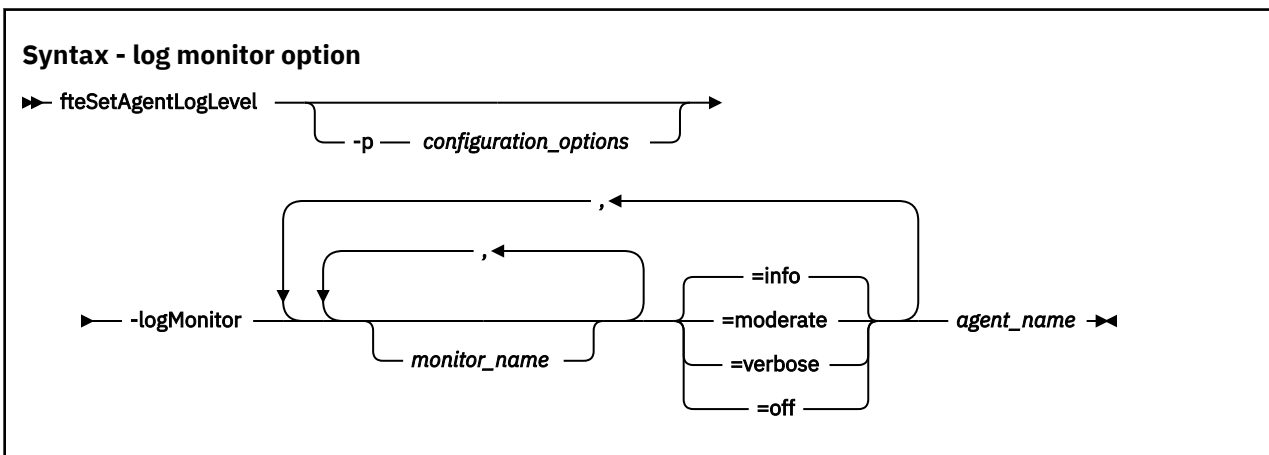 Syntax - log monitor option
fteSetAgentLogLevel
-p configuration_options
,
,
=info
-logMonitor =moderate agent_name
monitor_name =verbose
=off